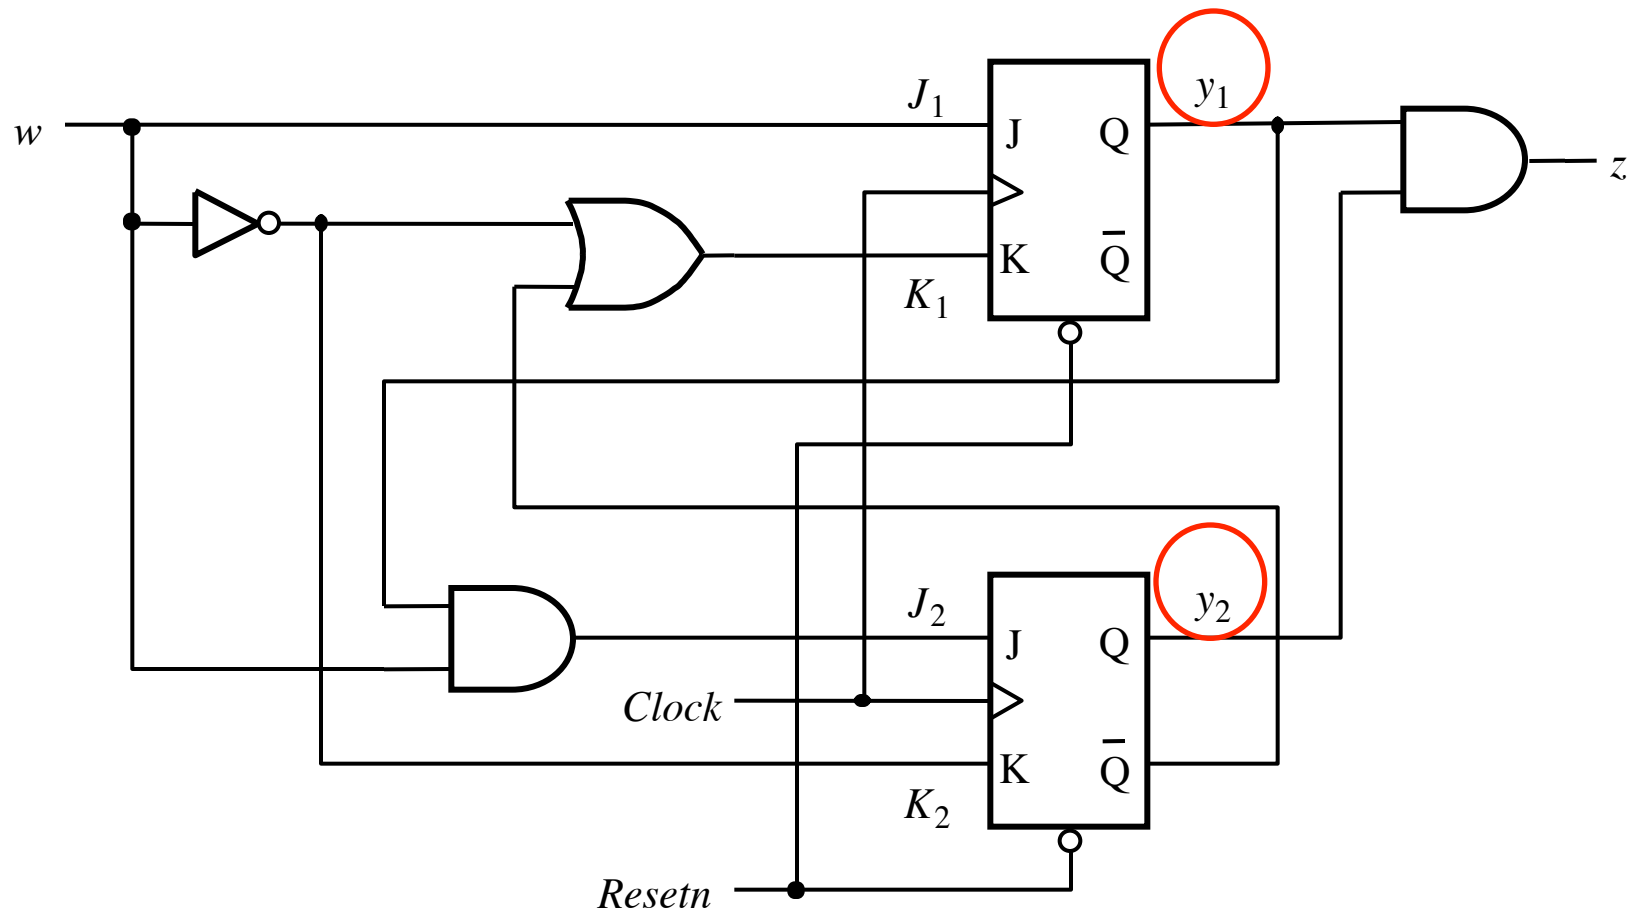 J₁
y₁
w
J
Q
z
K
Q̅
K₁
J₂
y₂
J
Q
Clock
K
Q̅
K₂
Resetn